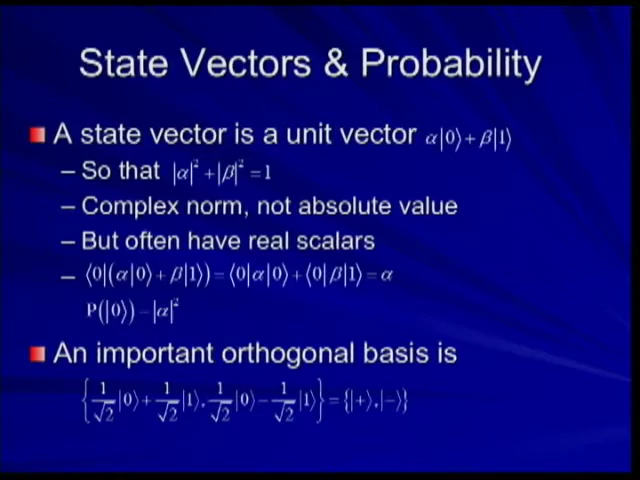 State Vectors & Probability
A state vector is a unit vector α|0⟩+β|1⟩
– So that |α|²+|β|²=1
– Complex norm, not absolute value
– But often have real scalars
– ⟨0|(α|0⟩+β|1⟩)=⟨0|α|0⟩+⟨0|β|1⟩=α
P(|0⟩)=|α|²
An important orthogonal basis is
{1/√2|0⟩+1/√2|1⟩,1/√2|0⟩−1/√2|1⟩}={|+⟩,|−⟩}